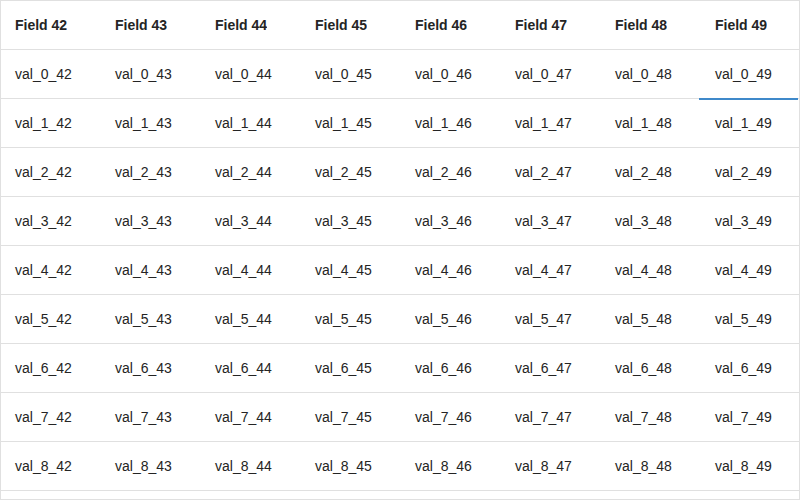 Field 42 Field 43 Field 44 Field 45 Field 46 Field 47 Field 48 Field 49
val_0_42 val_0_43 val_0_44 val_0_45 val_0_46 val_0_47 val_0_48 val_0_49
val_1_42 val_1_43 val_1_44 val_1_45 val_1_46 val_1_47 val_1_48 val_1_49
val_2_42 val_2_43 val_2_44 val_2_45 val_2_46 val_2_47 val_2_48 val_2_49
val_3_42 val_3_43 val_3_44 val_3_45 val_3_46 val_3_47 val_3_48 val_3_49
val_4_42 val_4_43 val_4_44 val_4_45 val_4_46 val_4_47 val_4_48 val_4_49
val_5_42 val_5_43 val_5_44 val_5_45 val_5_46 val_5_47 val_5_48 val_5_49
val_6_42 val_6_43 val_6_44 val_6_45 val_6_46 val_6_47 val_6_48 val_6_49
val_7_42 val_7_43 val_7_44 val_7_45 val_7_46 val_7_47 val_7_48 val_7_49
val_8_42 val_8_43 val_8_44 val_8_45 val_8_46 val_8_47 val_8_48 val_8_49